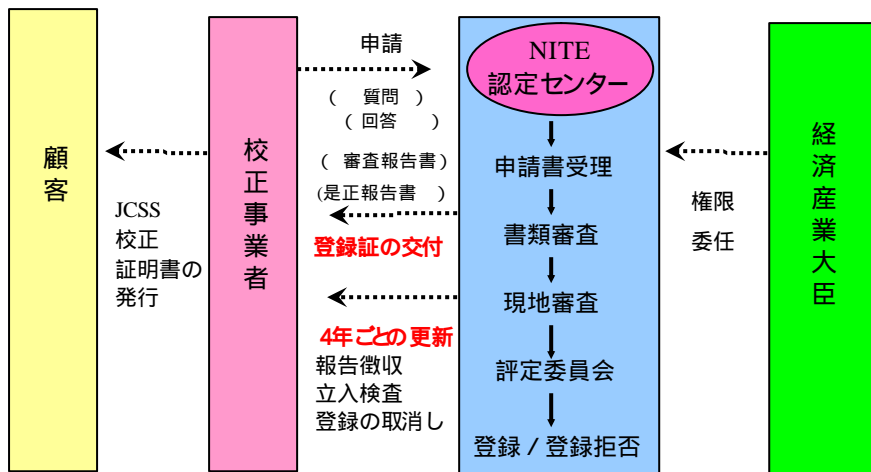 顧客
JCSS
校正
証明書の
発行
校正事業者
申請
(　質問　)
(　回答　)
(　審査報告書)
(是正報告書　)
登録証の交付
4年ごとの更新
報告徴収
立入検査
登録の取消し
NITE
認定センター
申請書受理
書類審査
現地審査
評定委員会
登録 / 登録拒否
権限
委任
経済産業大臣